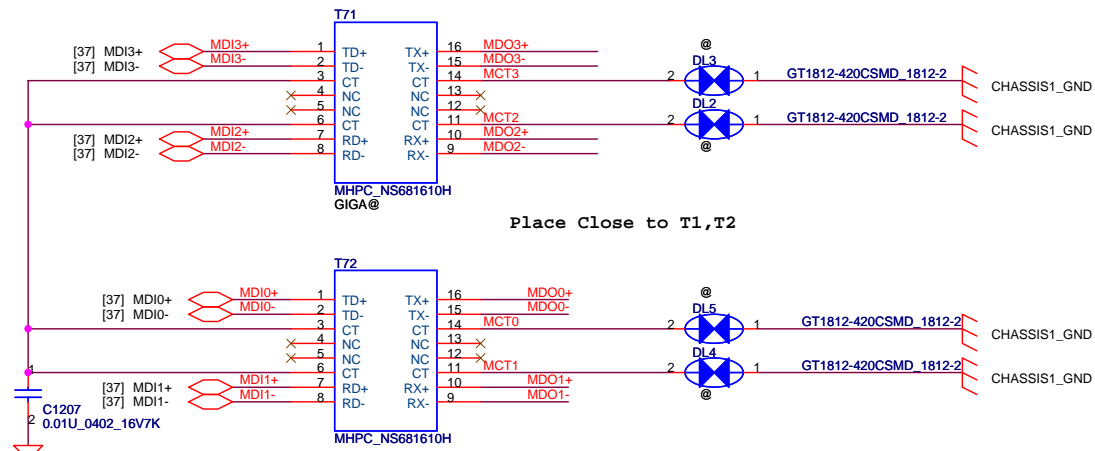 T71
[37] MDI3+ MDI3+ 1 TD+ TX+ 16 MDO3+
[37] MDI3- MDI3- 2 TD- TX- 15 MDO3-
3 CT CT 14 MCT3
4 NC NC 13
5 NC NC 12
6 CT CT 11 MCT2
[37] MDI2+ MDI2+ 7 RD+ RX+ 10 MDO2+
[37] MDI2- MDI2- 8 RD- RX- 9 MDO2-
MHPC_NS681610H
GIGA@
@
DL3
2 1 GT1812-420CSMD_1812-2 CHASSIS1_GND
DL2
2 1 GT1812-420CSMD_1812-2 CHASSIS1_GND
@
Place Close to T1,T2
T72
[37] MDI0+ MDI0+ 1 TD+ TX+ 16 MDO0+
[37] MDI0- MDI0- 2 TD- TX- 15 MDO0-
3 CT CT 14 MCT0
4 NC NC 13
5 NC NC 12
6 CT CT 11 MCT1
[37] MDI1+ MDI1+ 7 RD+ RX+ 10 MDO1+
[37] MDI1- MDI1- 8 RD- RX- 9 MDO1-
MHPC_NS681610H
@
DL5
2 1 GT1812-420CSMD_1812-2 CHASSIS1_GND
DL4
2 1 GT1812-420CSMD_1812-2 CHASSIS1_GND
@
1
C1207
2 0.01U_0402_16V7K